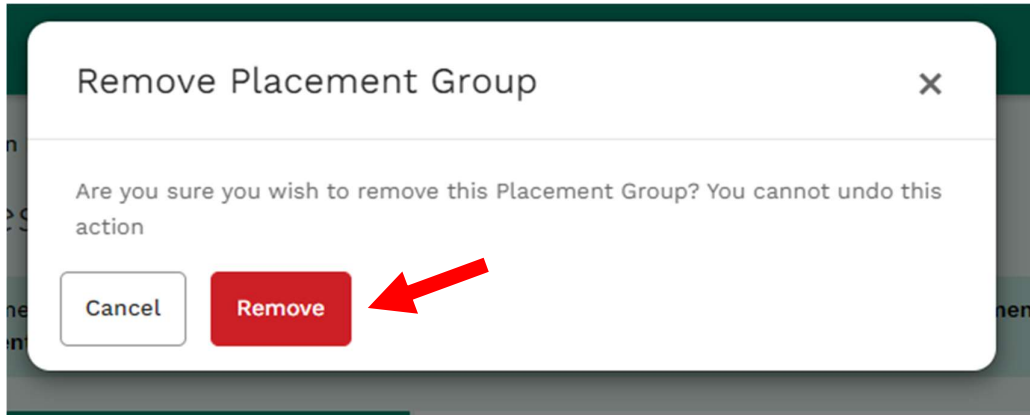 Remove Placement Group
Are you sure you wish to remove this Placement Group? You cannot undo this
action
Cancel
Remove